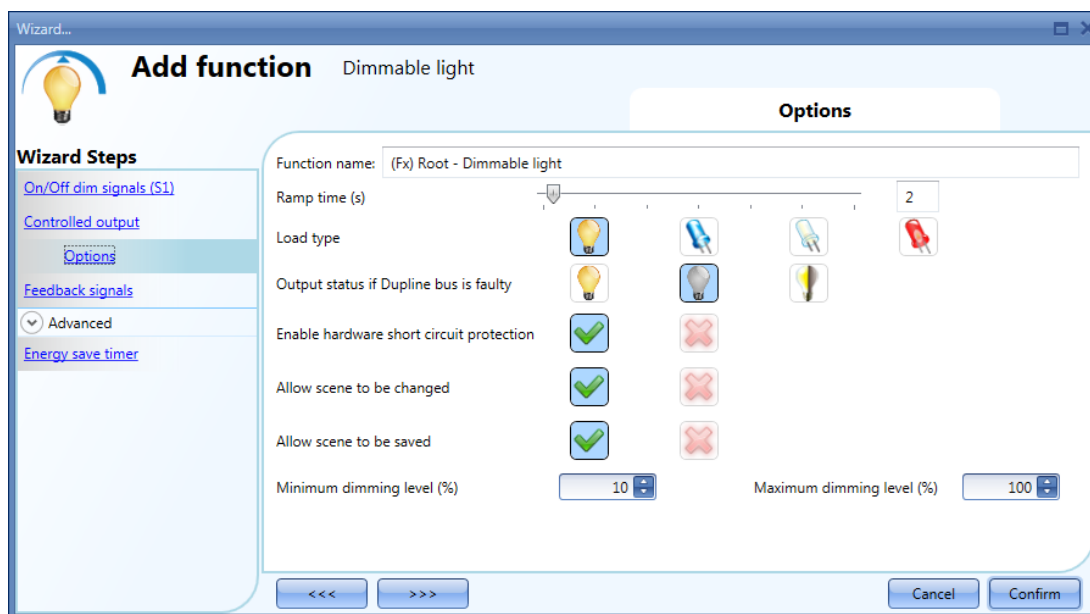 Wizard...
Add function Dimmable light
Options
Wizard Steps
On/Off dim signals (S1)
Controlled output
Options
Feedback signals
Advanced
Energy save timer
Function name: (Fx) Root - Dimmable light
Ramp time (s) 2
Load type
Output status if Dupline bus is faulty
Enable hardware short circuit protection
Allow scene to be changed
Allow scene to be saved
Minimum dimming level (%) 10 Maximum dimming level (%) 100
<<< >>> Cancel Confirm